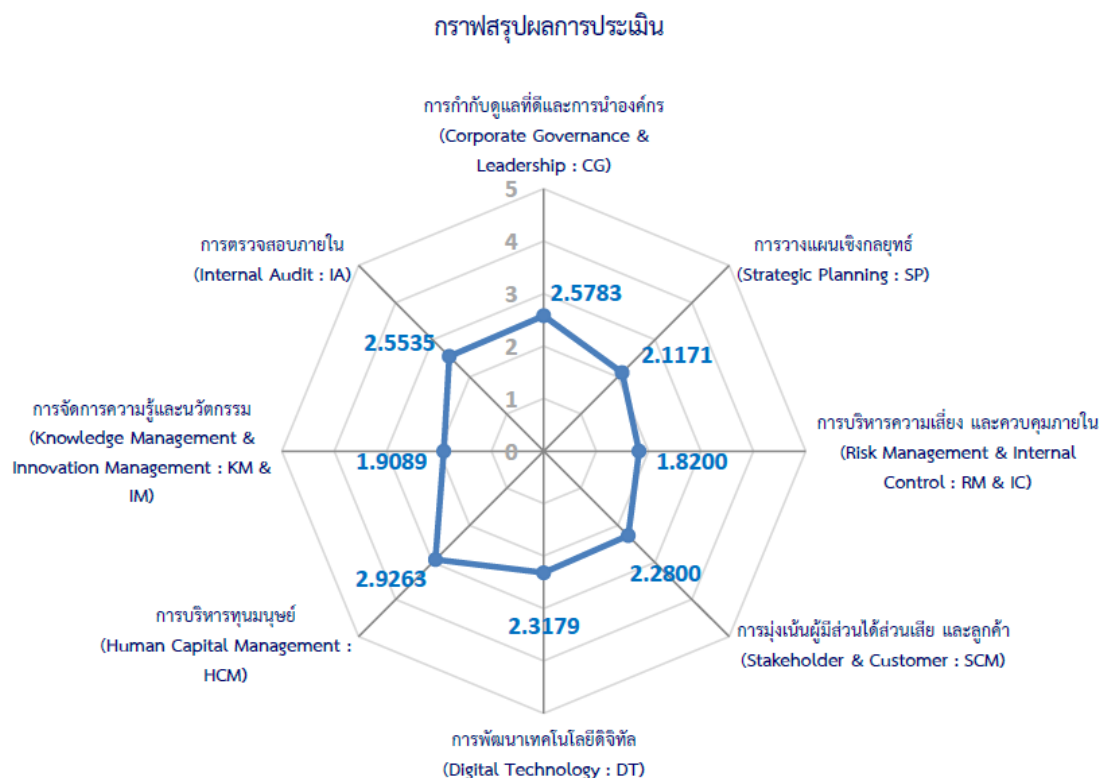 กราฟสรุปผลการประเมิน
การกำกับดูแลที่ดีและการนำองค์กร
(Corporate Governance &
Leadership : CG)
5
4
3
2
1
0
2.5783
การวางแผนเชิงกลยุทธ์
(Strategic Planning : SP)
2.1171
การบริหารความเสี่ยง และควบคุมภายใน
(Risk Management & Internal
Control : RM & IC)
1.8200
การมุ่งเน้นผู้มีส่วนได้ส่วนเสีย และลูกค้า
(Stakeholder & Customer : SCM)
2.2800
การพัฒนาเทคโนโลยีดิจิทัล
(Digital Technology : DT)
2.3179
การบริหารทุนมนุษย์
(Human Capital Management :
HCM)
2.9263
การจัดการความรู้และนวัตกรรม
(Knowledge Management &
Innovation Management : KM &
IM)
1.9089
การตรวจสอบภายใน
(Internal Audit : IA)
2.5535